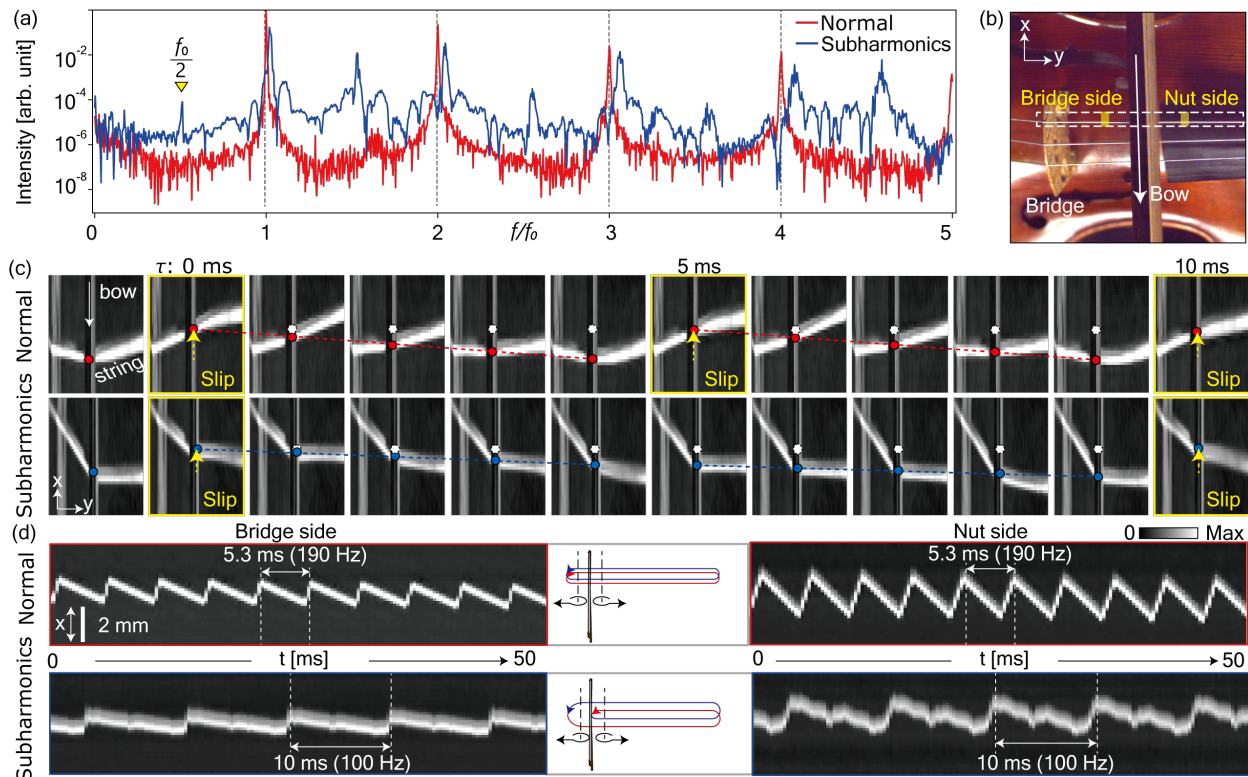 (a)
Intensity [arb. unit]
10⁻²
10⁻⁴
10⁻⁶
10⁻⁸
f₀
2
Normal
Subharmonics
0
1
2
f/f₀
3
4
5
(b)
x
y
Bridge side
Nut side
Bow
Bridge
(c)
τ: 0 ms
5 ms
10 ms
Normal
bow
string
Slip
Slip
Slip
Subharmonics
x
y
Slip
Slip
(d)
Bridge side
Nut side
0
Max
Normal
5.3 ms (190 Hz)
x
2 mm
5.3 ms (190 Hz)
0
t [ms]
50
0
t [ms]
50
Subharmonics
10 ms (100 Hz)
10 ms (100 Hz)